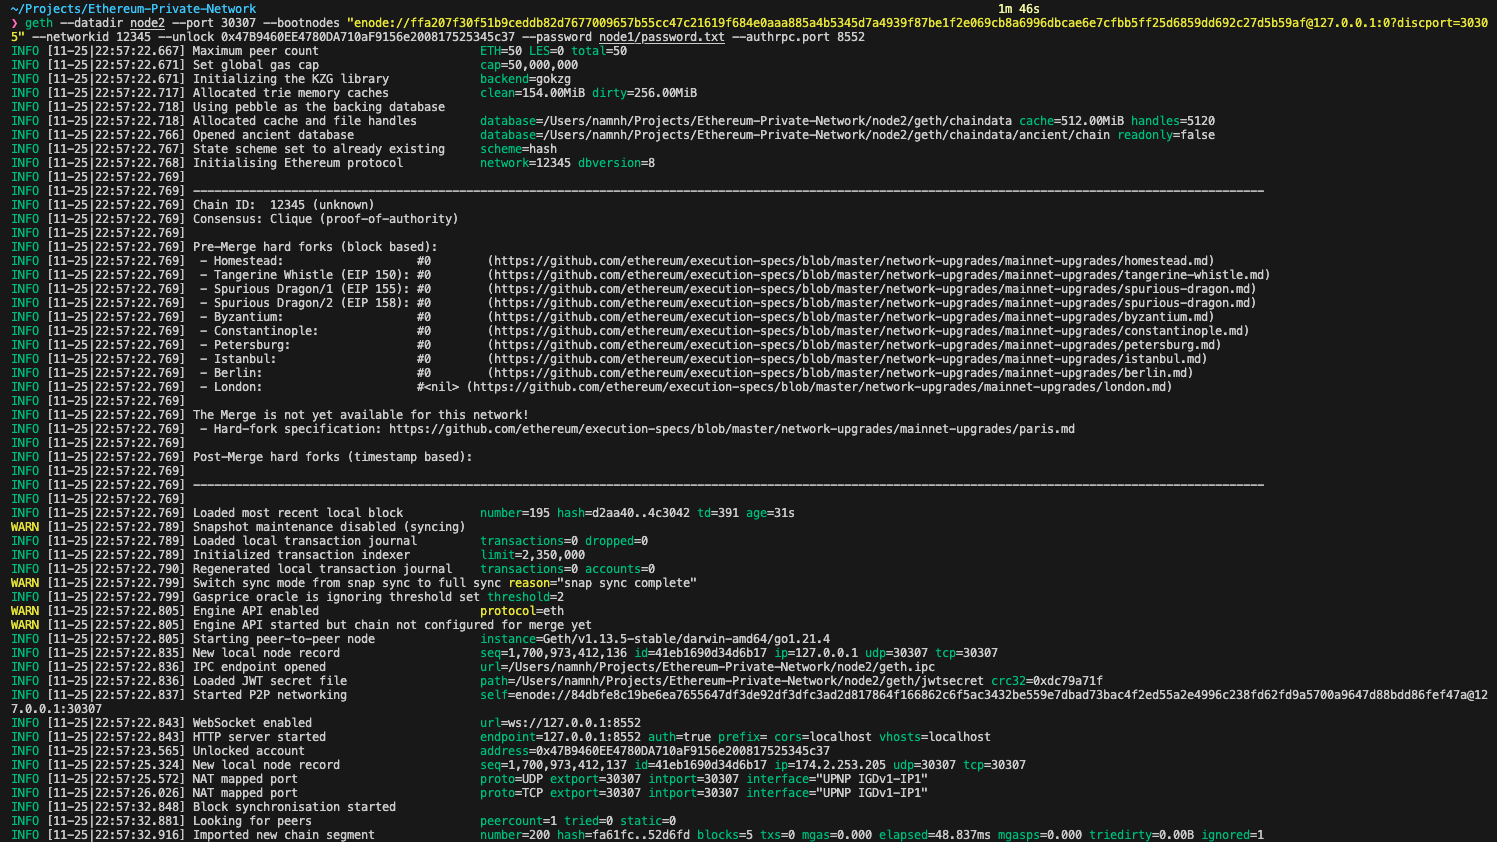 ~/Projects/Ethereum-Private-Network 1m 46s
❯ geth --datadir node2 --port 30307 --bootnodes "enode://ffa207f30f51b9ceddb82d7677009657b55cc47c21619f684e0aaa885a4b5345d7a4939f87be1f2e069cb8a6996dbcae6e7cfbb5ff25d6859dd692c27d5b59af@127.0.0.1:0?discport=3030
5" --networkid 12345 --unlock 0x47B9460EE4780DA710aF9156e200817525345c37 --password node1/password.txt --authrpc.port 8552
INFO [11-25|22:57:22.667] Maximum peer count ETH=50 LES=0 total=50
INFO [11-25|22:57:22.671] Set global gas cap cap=50,000,000
INFO [11-25|22:57:22.671] Initializing the KZG library backend=gokzg
INFO [11-25|22:57:22.717] Allocated trie memory caches clean=154.00MiB dirty=256.00MiB
INFO [11-25|22:57:22.718] Using pebble as the backing database
INFO [11-25|22:57:22.718] Allocated cache and file handles database=/Users/namnh/Projects/Ethereum-Private-Network/node2/geth/chaindata cache=512.00MiB handles=5120
INFO [11-25|22:57:22.766] Opened ancient database database=/Users/namnh/Projects/Ethereum-Private-Network/node2/geth/chaindata/ancient/chain readonly=false
INFO [11-25|22:57:22.767] State scheme set to already existing scheme=hash
INFO [11-25|22:57:22.768] Initialising Ethereum protocol network=12345 dbversion=8
INFO [11-25|22:57:22.769]
INFO [11-25|22:57:22.769] ---------------------------------------------------------------------------------------------------------------------------------------------------------
INFO [11-25|22:57:22.769] Chain ID:  12345 (unknown)
INFO [11-25|22:57:22.769] Consensus: Clique (proof-of-authority)
INFO [11-25|22:57:22.769]
INFO [11-25|22:57:22.769] Pre-Merge hard forks (block based):
INFO [11-25|22:57:22.769]  - Homestead: #0 (https://github.com/ethereum/execution-specs/blob/master/network-upgrades/mainnet-upgrades/homestead.md)
INFO [11-25|22:57:22.769]  - Tangerine Whistle (EIP 150): #0 (https://github.com/ethereum/execution-specs/blob/master/network-upgrades/mainnet-upgrades/tangerine-whistle.md)
INFO [11-25|22:57:22.769]  - Spurious Dragon/1 (EIP 155): #0 (https://github.com/ethereum/execution-specs/blob/master/network-upgrades/mainnet-upgrades/spurious-dragon.md)
INFO [11-25|22:57:22.769]  - Spurious Dragon/2 (EIP 158): #0 (https://github.com/ethereum/execution-specs/blob/master/network-upgrades/mainnet-upgrades/spurious-dragon.md)
INFO [11-25|22:57:22.769]  - Byzantium: #0 (https://github.com/ethereum/execution-specs/blob/master/network-upgrades/mainnet-upgrades/byzantium.md)
INFO [11-25|22:57:22.769]  - Constantinople: #0 (https://github.com/ethereum/execution-specs/blob/master/network-upgrades/mainnet-upgrades/constantinople.md)
INFO [11-25|22:57:22.769]  - Petersburg: #0 (https://github.com/ethereum/execution-specs/blob/master/network-upgrades/mainnet-upgrades/petersburg.md)
INFO [11-25|22:57:22.769]  - Istanbul: #0 (https://github.com/ethereum/execution-specs/blob/master/network-upgrades/mainnet-upgrades/istanbul.md)
INFO [11-25|22:57:22.769]  - Berlin: #0 (https://github.com/ethereum/execution-specs/blob/master/network-upgrades/mainnet-upgrades/berlin.md)
INFO [11-25|22:57:22.769]  - London: #<nil> (https://github.com/ethereum/execution-specs/blob/master/network-upgrades/mainnet-upgrades/london.md)
INFO [11-25|22:57:22.769]
INFO [11-25|22:57:22.769] The Merge is not yet available for this network!
INFO [11-25|22:57:22.769]  - Hard-fork specification: https://github.com/ethereum/execution-specs/blob/master/network-upgrades/mainnet-upgrades/paris.md
INFO [11-25|22:57:22.769]
INFO [11-25|22:57:22.769] Post-Merge hard forks (timestamp based):
INFO [11-25|22:57:22.769]
INFO [11-25|22:57:22.769] ---------------------------------------------------------------------------------------------------------------------------------------------------------
INFO [11-25|22:57:22.769]
INFO [11-25|22:57:22.769] Loaded most recent local block number=195 hash=d2aa40..4c3042 td=391 age=31s
WARN [11-25|22:57:22.789] Snapshot maintenance disabled (syncing)
INFO [11-25|22:57:22.789] Loaded local transaction journal transactions=0 dropped=0
INFO [11-25|22:57:22.789] Initialized transaction indexer limit=2,350,000
INFO [11-25|22:57:22.790] Regenerated local transaction journal transactions=0 accounts=0
WARN [11-25|22:57:22.799] Switch sync mode from snap sync to full sync reason="snap sync complete"
INFO [11-25|22:57:22.799] Gasprice oracle is ignoring threshold set threshold=2
WARN [11-25|22:57:22.805] Engine API enabled protocol=eth
WARN [11-25|22:57:22.805] Engine API started but chain not configured for merge yet
INFO [11-25|22:57:22.805] Starting peer-to-peer node instance=Geth/v1.13.5-stable/darwin-amd64/go1.21.4
INFO [11-25|22:57:22.835] New local node record seq=1,700,973,412,136 id=41eb1690d34d6b17 ip=127.0.0.1 udp=30307 tcp=30307
INFO [11-25|22:57:22.836] IPC endpoint opened url=/Users/namnh/Projects/Ethereum-Private-Network/node2/geth.ipc
INFO [11-25|22:57:22.836] Loaded JWT secret file path=/Users/namnh/Projects/Ethereum-Private-Network/node2/geth/jwtsecret crc32=0xdc79a71f
INFO [11-25|22:57:22.837] Started P2P networking self=enode://84dbfe8c19be6ea7655647df3de92df3dfc3ad2d817864f166862c6f5ac3432be559e7dbad73bac4f2ed55a2e4996c238fd62fd9a5700a9647d88bdd86fef47a@12
7.0.0.1:30307
INFO [11-25|22:57:22.843] WebSocket enabled url=ws://127.0.0.1:8552
INFO [11-25|22:57:22.843] HTTP server started endpoint=127.0.0.1:8552 auth=true prefix= cors=localhost vhosts=localhost
INFO [11-25|22:57:23.565] Unlocked account address=0x47B9460EE4780DA710aF9156e200817525345c37
INFO [11-25|22:57:25.324] New local node record seq=1,700,973,412,137 id=41eb1690d34d6b17 ip=174.2.253.205 udp=30307 tcp=30307
INFO [11-25|22:57:25.572] NAT mapped port proto=UDP extport=30307 intport=30307 interface="UPNP IGDv1-IP1"
INFO [11-25|22:57:26.026] NAT mapped port proto=TCP extport=30307 intport=30307 interface="UPNP IGDv1-IP1"
INFO [11-25|22:57:32.848] Block synchronisation started
INFO [11-25|22:57:32.881] Looking for peers peercount=1 tried=0 static=0
INFO [11-25|22:57:32.916] Imported new chain segment number=200 hash=fa61fc..52d6fd blocks=5 txs=0 mgas=0.000 elapsed=48.837ms mgasps=0.000 triedirty=0.00B ignored=1